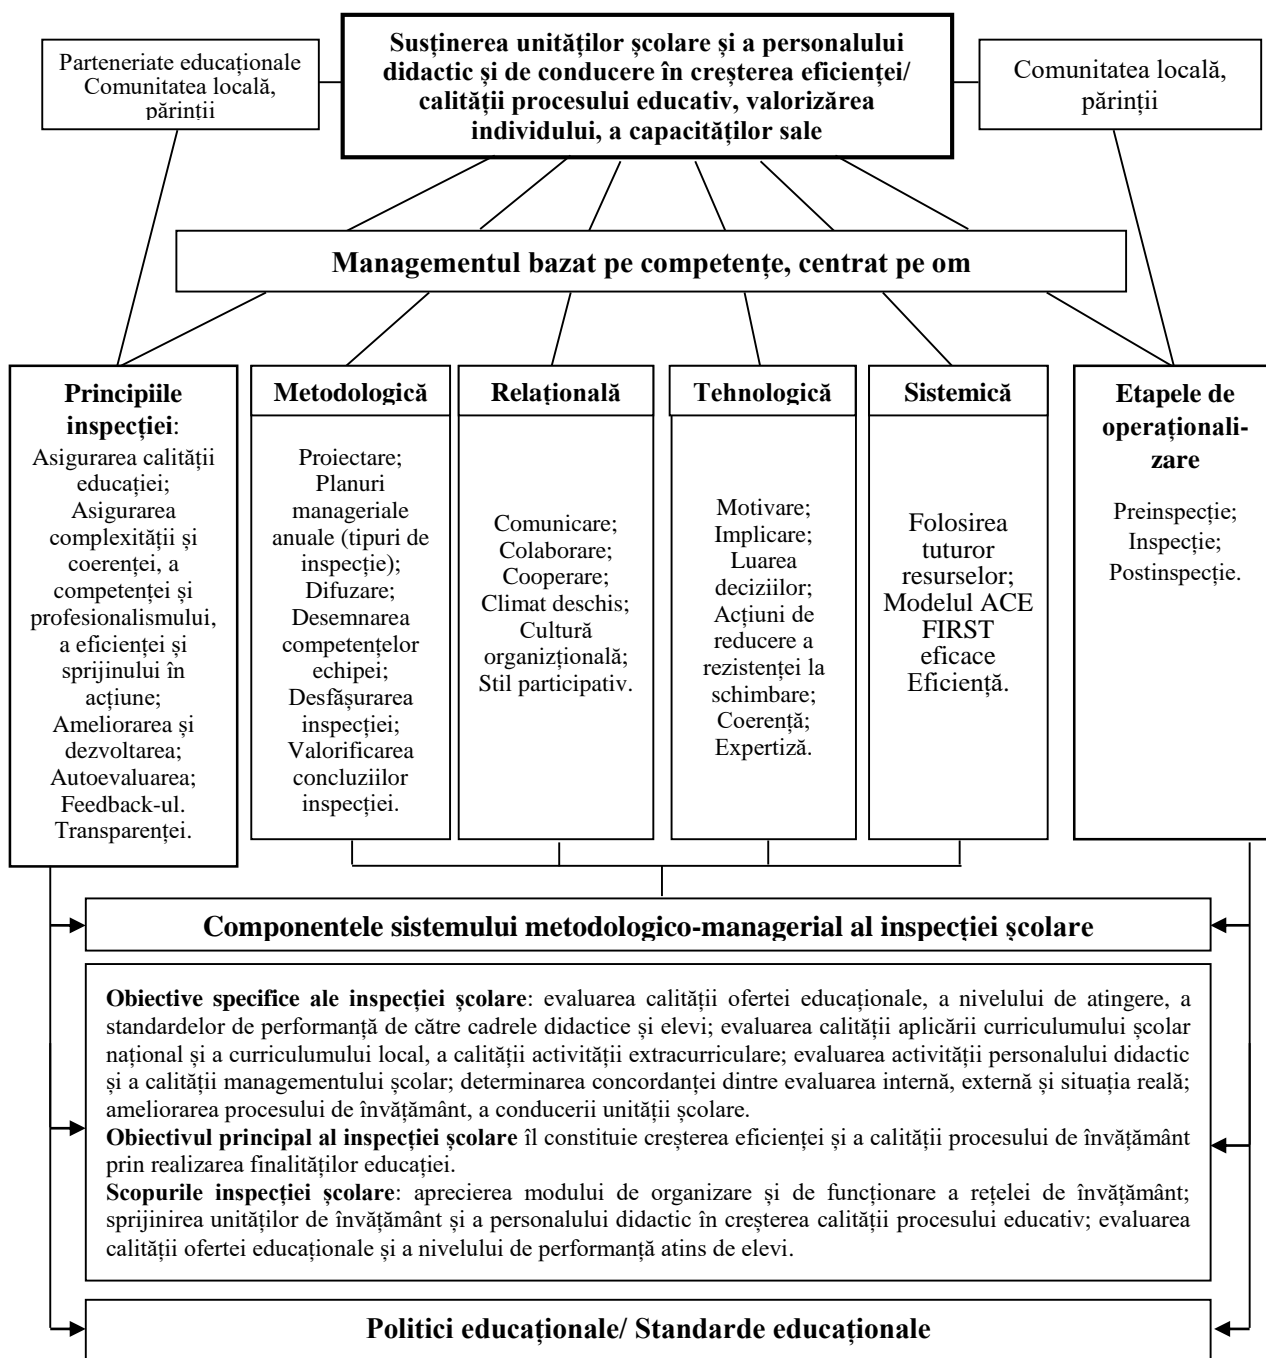 Parteneriate educaționale
Comunitatea locală,
părinții
Susținerea unităților școlare și a personalului
didactic și de conducere în creșterea eficienței/
calității procesului educativ, valorizărea
individului, a capacităților sale
Comunitatea locală,
părinții
Managementul bazat pe competențe, centrat pe om
Principiile
inspecției:
Asigurarea calității
educației;
Asigurarea
complexității și
coerenței, a
competenței și
profesionalismului,
a eficienței și
sprijinului în
acțiune;
Ameliorarea și
dezvoltarea;
Autoevaluarea;
Feedback-ul.
Transparenței.
Metodologică
Proiectare;
Planuri
manageriale
anuale (tipuri de
inspecție);
Difuzare;
Desemnarea
competențelor
echipei;
Desfășurarea
inspecției;
Valorificarea
concluziilor
inspecției.
Relațională
Comunicare;
Colaborare;
Cooperare;
Climat deschis;
Cultură
organizțională;
Stil participativ.
Tehnologică
Motivare;
Implicare;
Luarea
deciziilor;
Acțiuni de
reducere a
rezistenței la
schimbare;
Coerență;
Expertiză.
Sistemică
Folosirea
tuturor
resurselor;
Modelul ACE
FIRST
eficace
Eficiență.
Etapele de
operaționali-
zare
Preinspecție;
Inspecție;
Postinspecție.
Componentele sistemului metodologico-managerial al inspecției școlare
Obiective specifice ale inspecției școlare: evaluarea calității ofertei educaționale, a nivelului de atingere, a
standardelor de performanță de către cadrele didactice și elevi; evaluarea calității aplicării curriculumului școlar
național și a curriculumului local, a calității activității extracurriculare; evaluarea activității personalului didactic
și a calității managementului școlar; determinarea concordanței dintre evaluarea internă, externă și situația reală;
ameliorarea procesului de învățământ, a conducerii unității școlare.
Obiectivul principal al inspecției școlare îl constituie creșterea eficienței și a calității procesului de învățământ
prin realizarea finalităților educației.
Scopurile inspecției școlare: aprecierea modului de organizare și de funcționare a rețelei de învățământ;
sprijinirea unităților de învățământ și a personalului didactic în creșterea calității procesului educativ; evaluarea
calității ofertei educaționale și a nivelului de performanță atins de elevi.
Politici educaționale/ Standarde educaționale